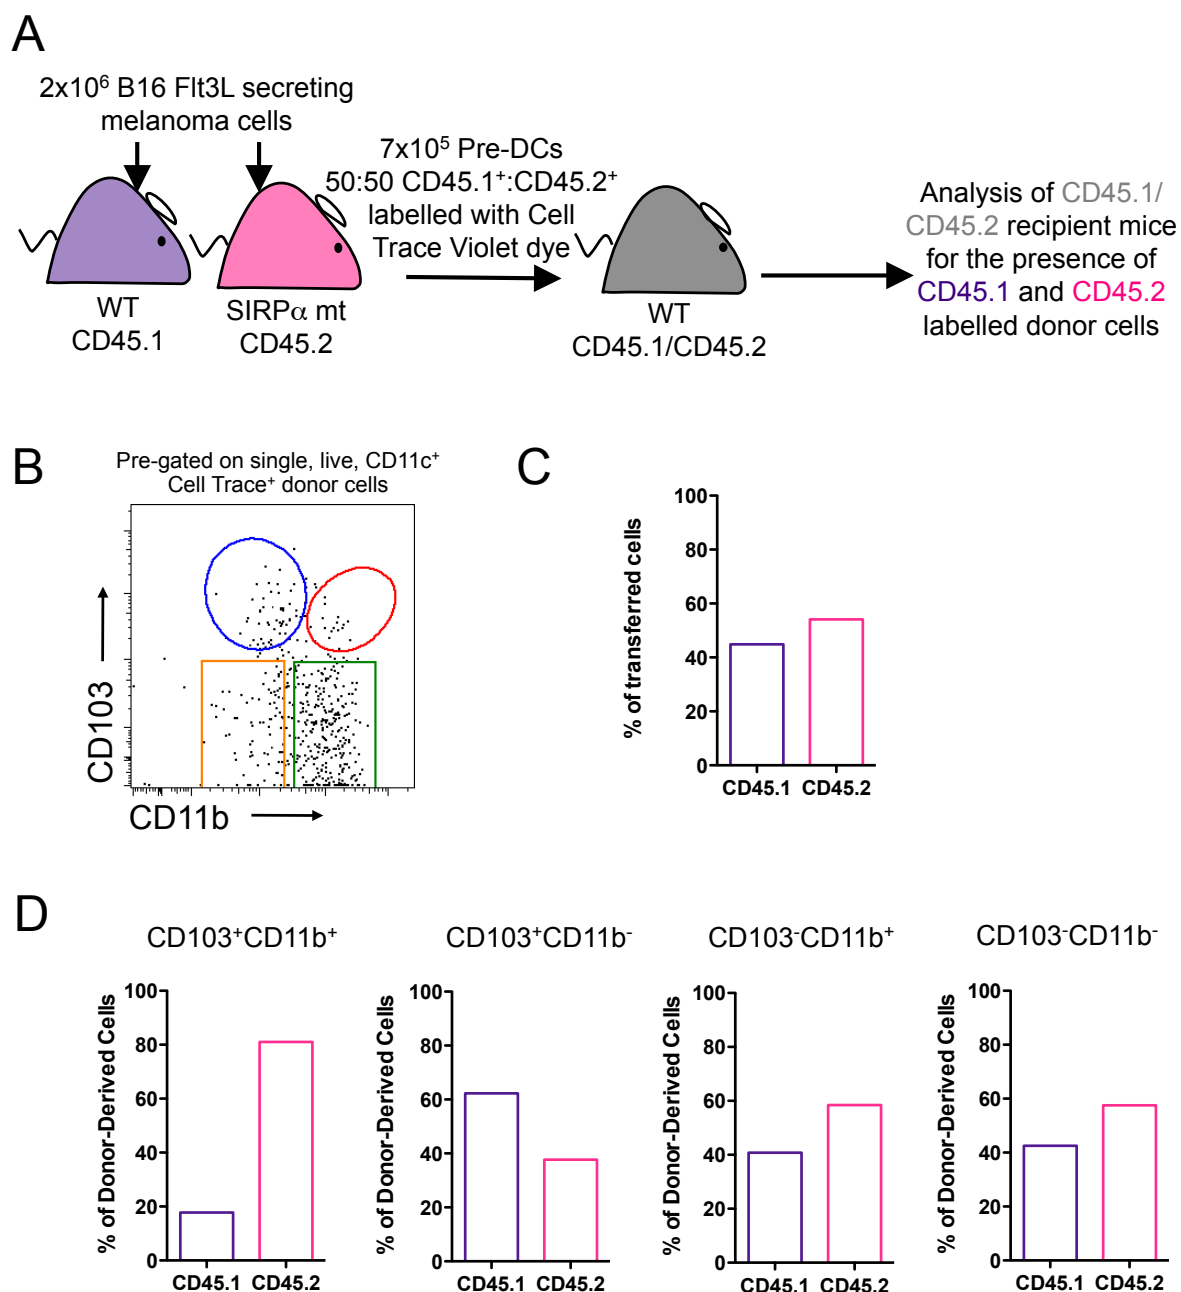 A
2x10⁶ B16 Flt3L secreting
melanoma cells
7x10⁵ Pre-DCs
50:50 CD45.1⁺:CD45.2⁺
labelled with Cell
Trace Violet dye
WT
CD45.1
SIRPα mt
CD45.2
WT
CD45.1/CD45.2
Analysis of CD45.1/
CD45.2 recipient mice
for the presence of
CD45.1 and CD45.2
labelled donor cells
B
Pre-gated on single, live, CD11c⁺
Cell Trace⁺ donor cells
CD103
CD11b
C
% of transferred cells
100
80
60
40
20
0
CD45.1 CD45.2
D
CD103⁺CD11b⁺
% of Donor-Derived Cells
100
80
60
40
20
0
CD45.1 CD45.2
CD103⁺CD11b⁻
% of Donor-Derived Cells
100
80
60
40
20
0
CD45.1 CD45.2
CD103⁻CD11b⁺
% of Donor-Derived Cells
100
80
60
40
20
0
CD45.1 CD45.2
CD103⁻CD11b⁻
% of Donor-Derived Cells
100
80
60
40
20
0
CD45.1 CD45.2